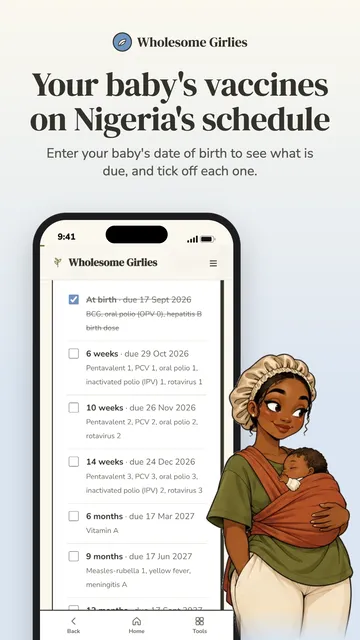 Wholesome Girlies
Your baby's vaccines
on Nigeria's schedule
Enter your baby's date of birth to see what is
due, and tick off each one.
9:41
Wholesome Girlies
At birth · due 17 Sept 2026
BCG, oral polio (OPV 0), hepatitis B
birth dose
6 weeks · due 29 Oct 2026
Pentavalent 1, PCV 1, oral polio 1,
inactivated polio (IPV) 1, rotavirus 1
10 weeks · due 26 Nov 2026
Pentavalent 2, PCV 2, oral polio 2,
rotavirus 2
14 weeks · due 24 Dec 2026
Pentavalent 3, PCV 3, oral polio 3,
inactivated polio (IPV) 2, rotavirus 3
6 months · due 17 Mar 2027
Vitamin A
9 months · due 17 Jun 2027
Measles-rubella 1, yellow fever,
meningitis A
12 months · due 17 Sept 2027
Back
Home
Tools